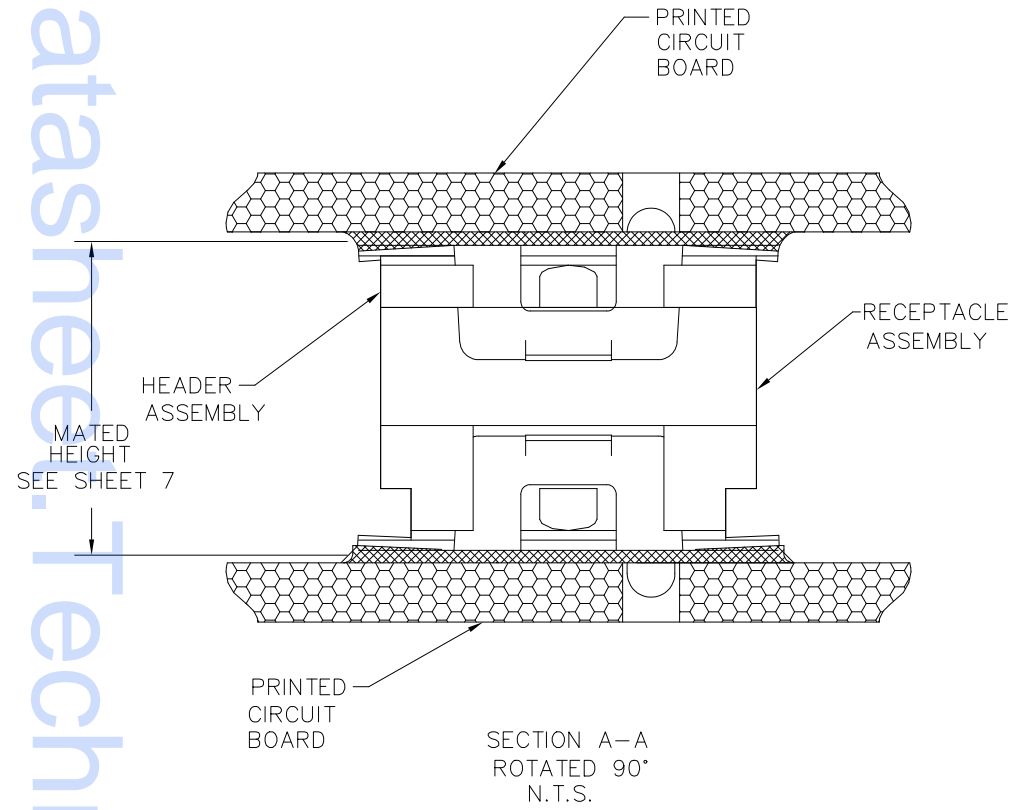 PRINTED
CIRCUIT
BOARD
RECEPTACLE
ASSEMBLY
HEADER
ASSEMBLY
MATED
HEIGHT
SEE SHEET 7
PRINTED
CIRCUIT
BOARD
SECTION A-A
ROTATED 90°
N.T.S.
atasheet.Tech